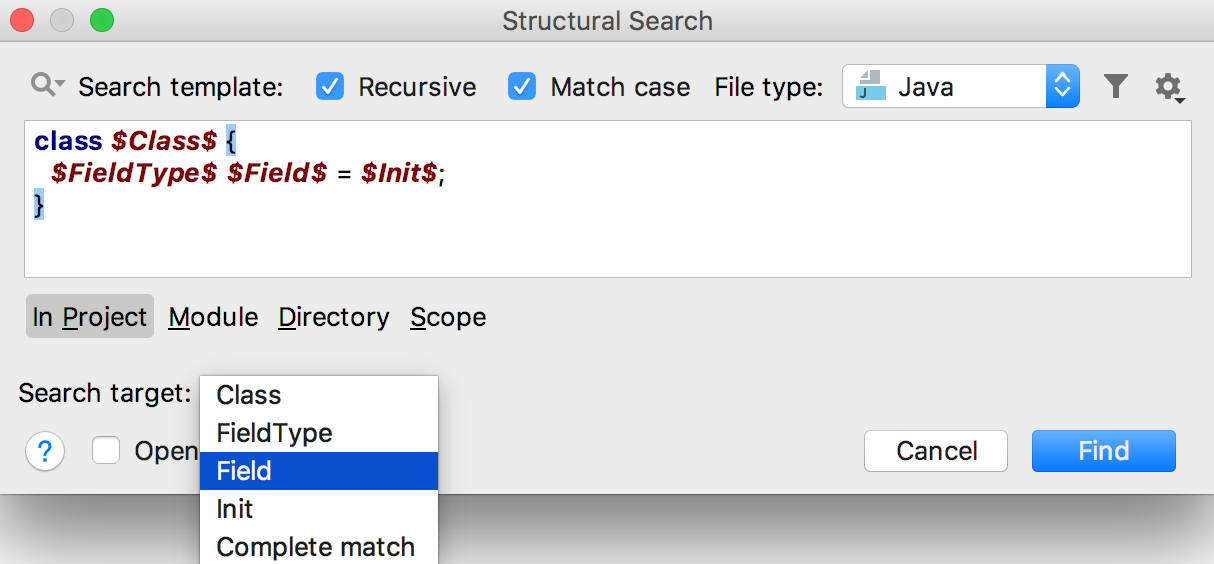 Structural Search
Search template: Recursive Match case File type: J Java
class $Class$ {
$FieldType$ $Field$ = $Init$;
}
In Project Module Directory Scope
Search target:
Class
FieldType
Field
Init
Complete match
? Open
Cancel Find